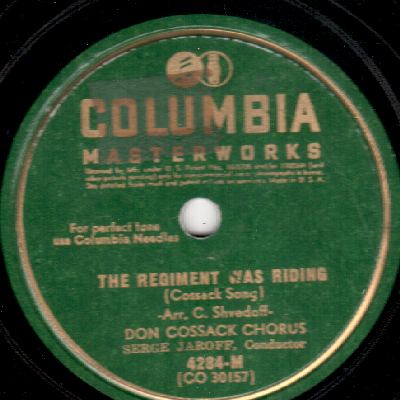 COLUMBIA
MASTERWORKS
For perfect tone
use Columbia Needles
THE REGIMENT WAS RIDING
(Cossack Song)
-Arr. C. Shvedoff-
DON COSSACK CHORUS
SERGE JAROFF, Conductor
4284-M
(CO 30157)